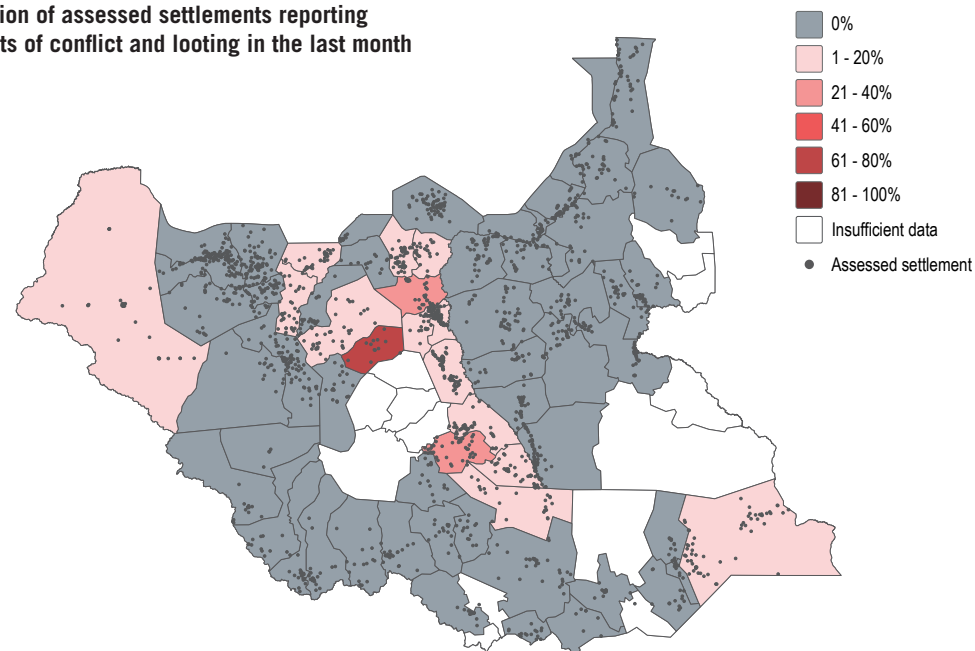 ion of assessed settlements reporting
ts of conflict and looting in the last month
0%
1 - 20%
21 - 40%
41 - 60%
61 - 80%
81 - 100%
Insufficient data
Assessed settlement